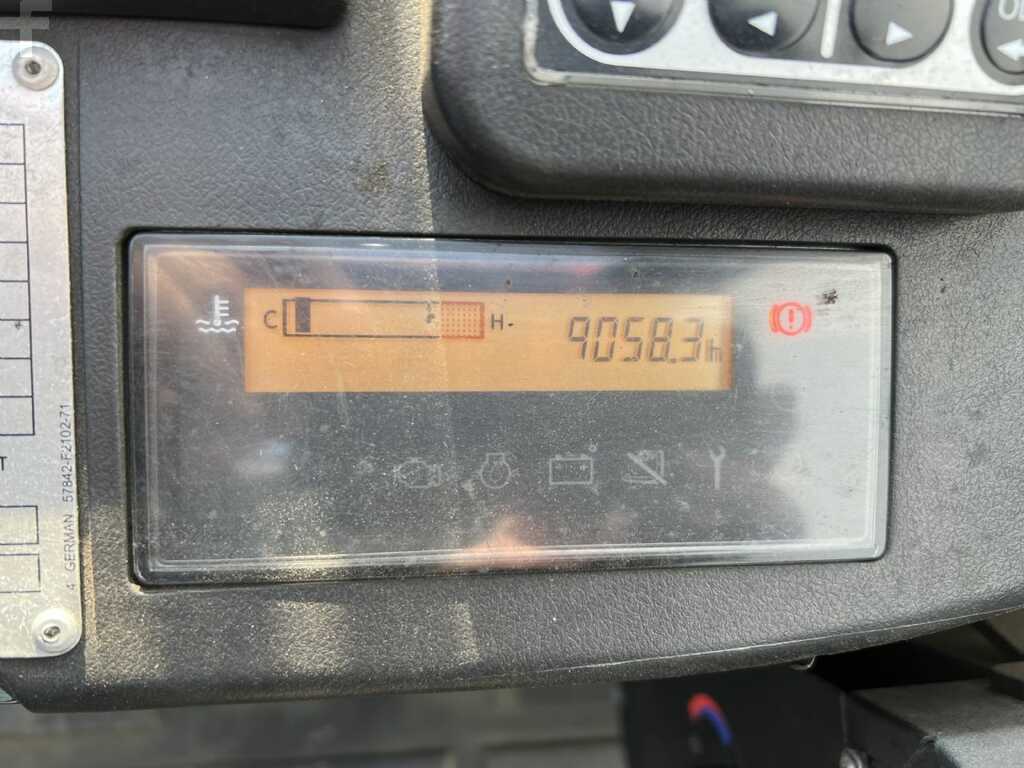 C H
9058.3h
T
4 GERMAN 57842-F2102-71